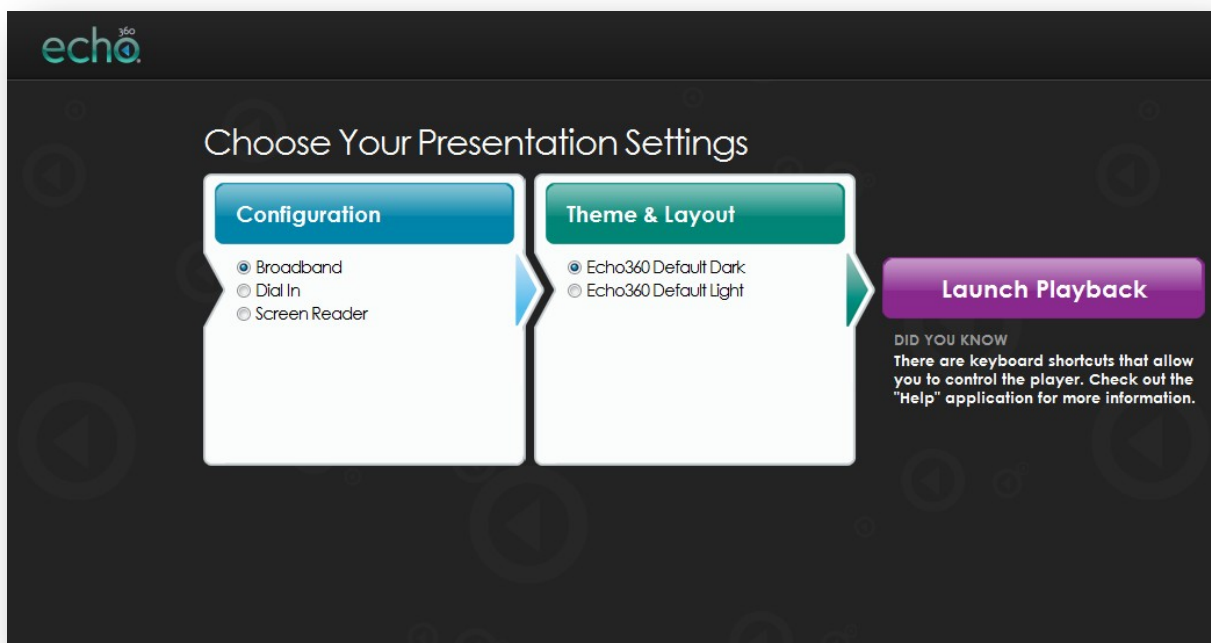 echo360
Choose Your Presentation Settings
Configuration
Broadband
Dial In
Screen Reader
Theme & Layout
Echo360 Default Dark
Echo360 Default Light
Launch Playback
DID YOU KNOW
There are keyboard shortcuts that allow
you to control the player. Check out the
"Help" application for more information.